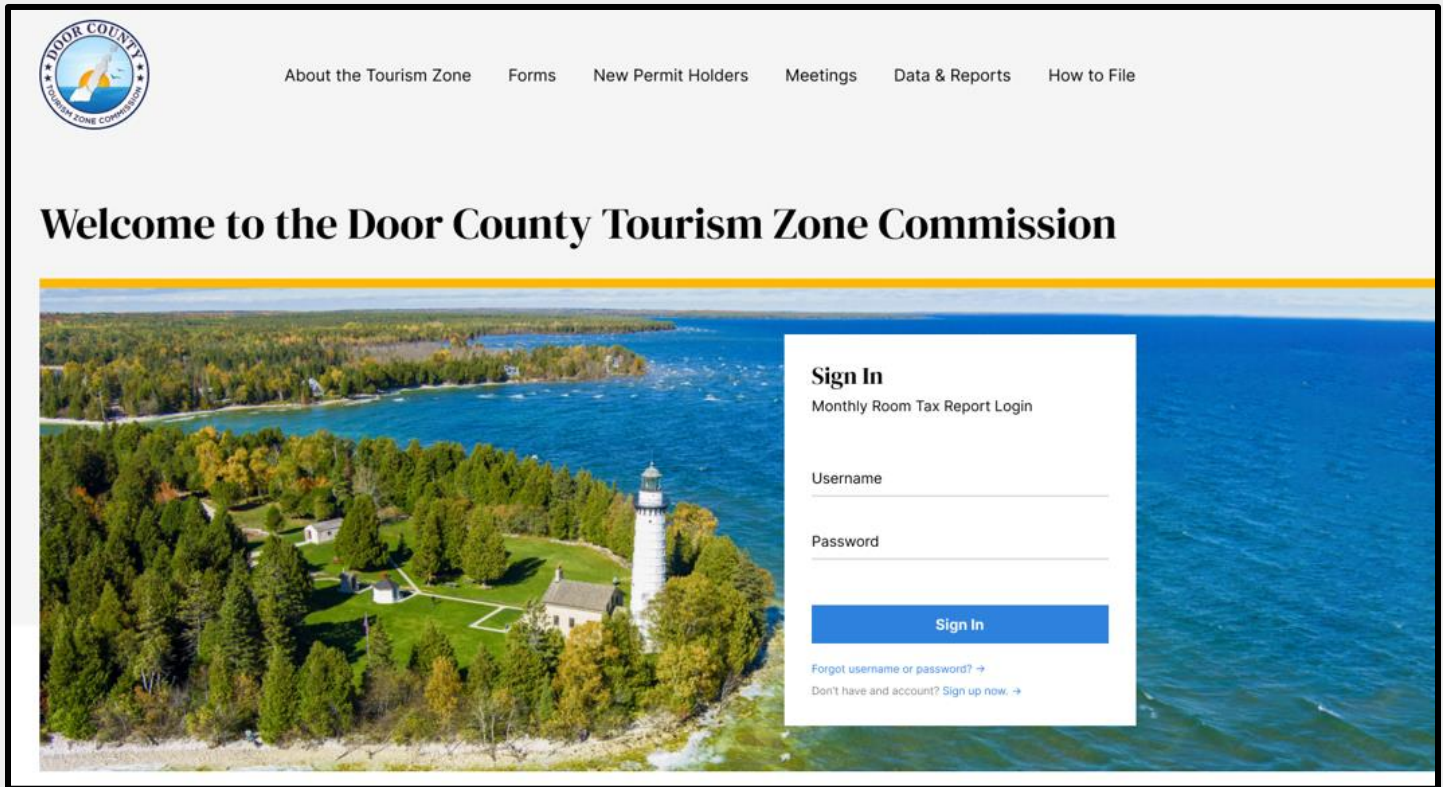 DOOR COUNTY
TOURISM ZONE COMMISSION
About the Tourism Zone Forms New Permit Holders Meetings Data & Reports How to File
Welcome to the Door County Tourism Zone Commission
Sign In
Monthly Room Tax Report Login
Username
Password
Sign In
Forgot username or password? →
Don't have and account? Sign up now. →